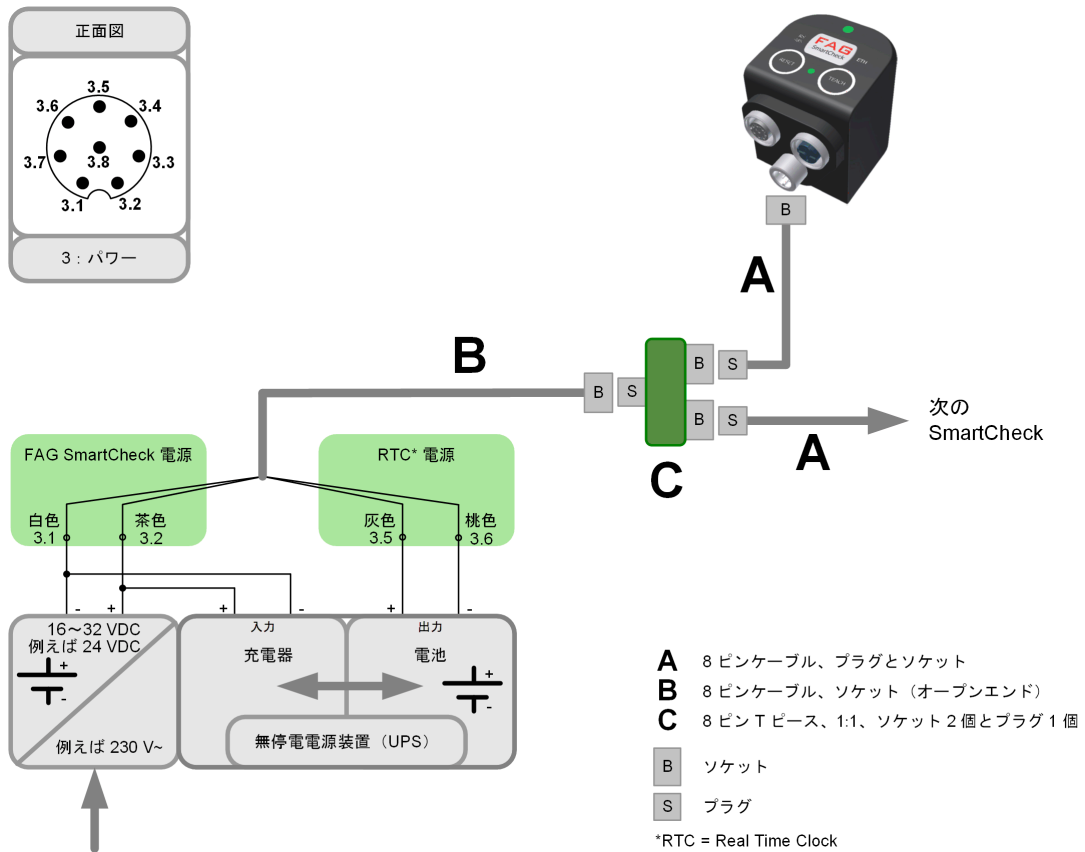 正面図
3.5
3.6
3.4
3.7
3.8
3.3
3.1
3.2
3：パワー
FAG
SmartCheck
ETH
B
A
B
B
S
B
S
B
S
次の
SmartCheck
A
C
FAG SmartCheck 電源
RTC* 電源
白色
3.1
茶色
3.2
灰色
3.5
桃色
3.6
- +
+ -
+ -
16～32 VDC
例えば 24 VDC
+
-
例えば 230 V~
入力
充電器
出力
電池
+
-
無停電電源装置（UPS）
A 8 ピンケーブル、プラグとソケット
B 8 ピンケーブル、ソケット（オープンエンド）
C 8 ピン T ピース、1:1、ソケット 2 個とプラグ 1 個
B ソケット
S プラグ
*RTC = Real Time Clock